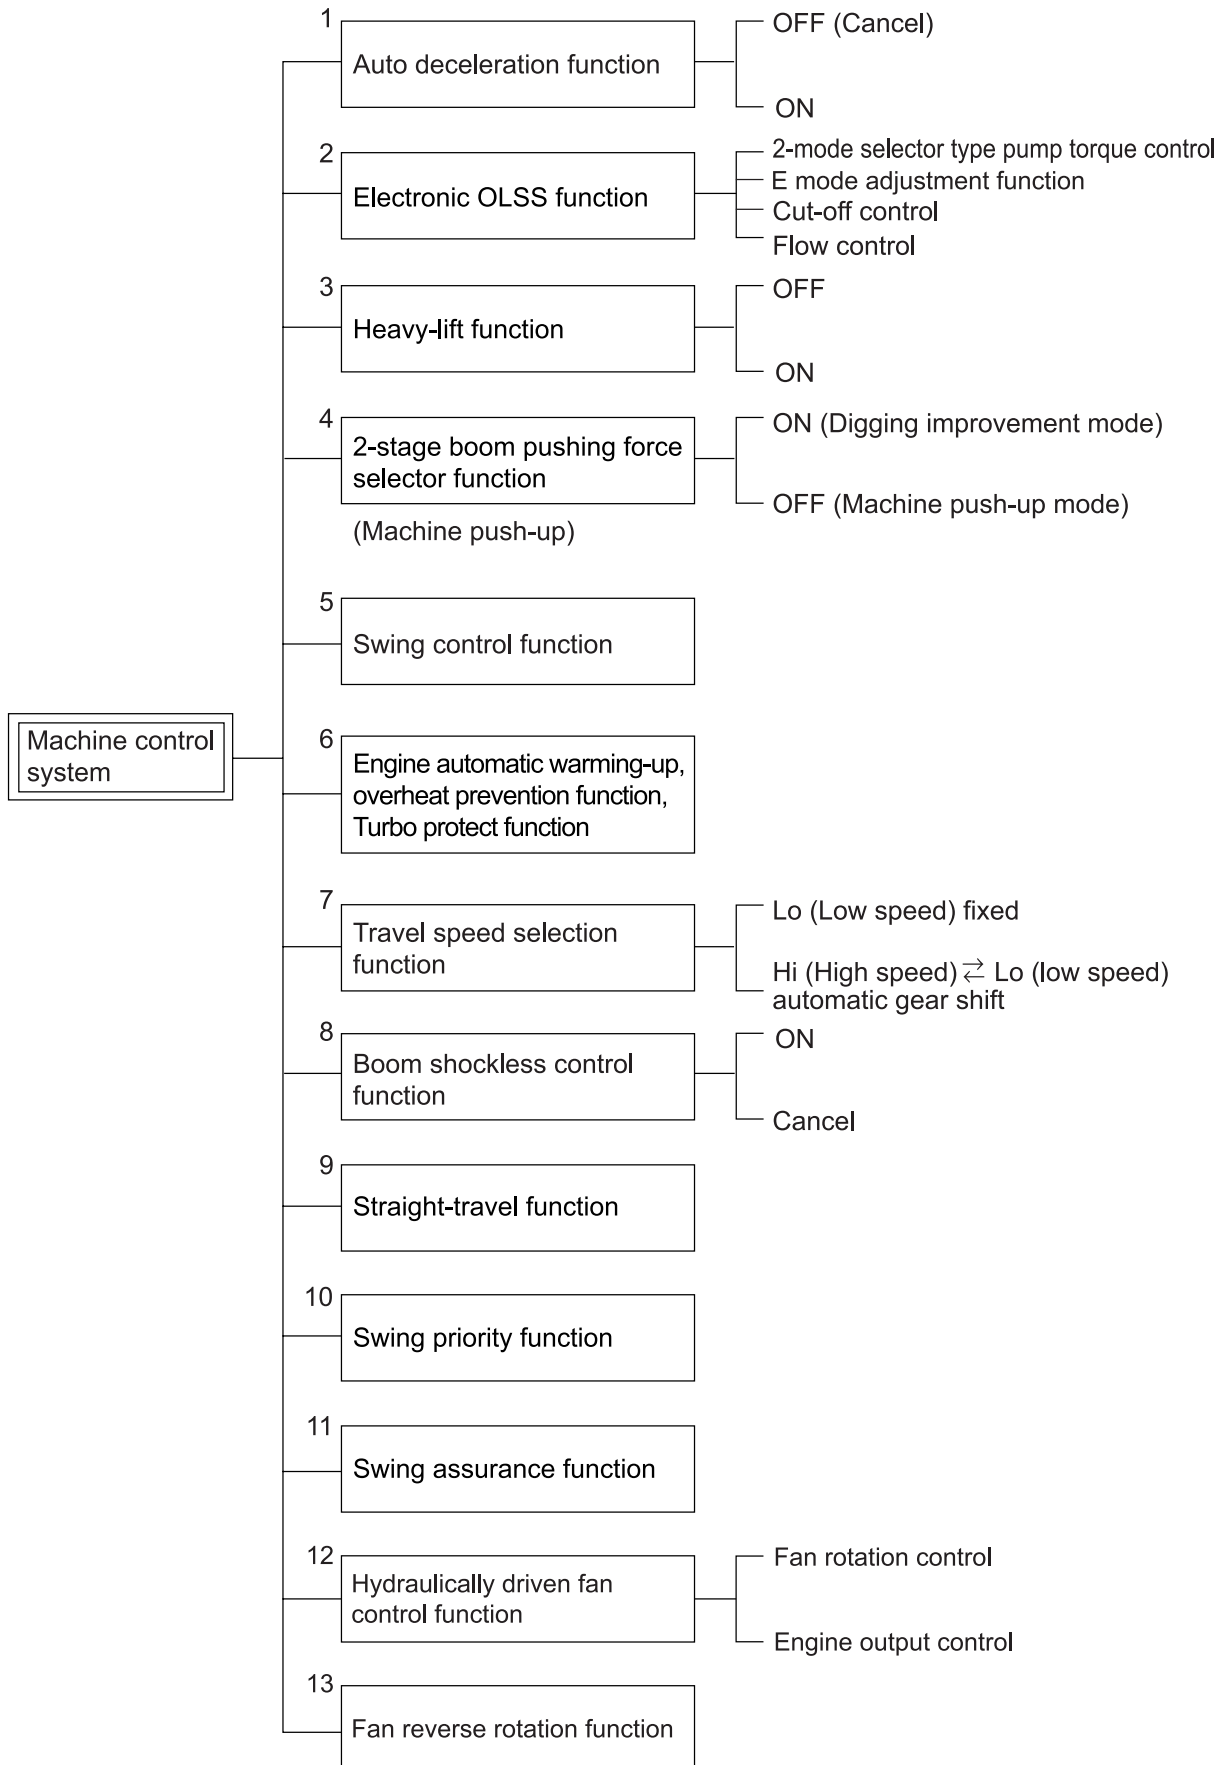 1
OFF (Cancel)
Auto deceleration function
ON
2
2-mode selector type pump torque control
E mode adjustment function
Electronic OLSS function
Cut-off control
Flow control
3
OFF
Heavy-lift function
ON
4
ON (Digging improvement mode)
2-stage boom pushing force
selector function
OFF (Machine push-up mode)
(Machine push-up)
5
Swing control function
Machine control
system
6
Engine automatic warming-up,
overheat prevention function,
Turbo protect function
7
Lo (Low speed) fixed
Travel speed selection
function
Hi (High speed) ⇄ Lo (low speed)
automatic gear shift
8
ON
Boom shockless control
function
Cancel
9
Straight-travel function
10
Swing priority function
11
Swing assurance function
12
Fan rotation control
Hydraulically driven fan
control function
Engine output control
13
Fan reverse rotation function